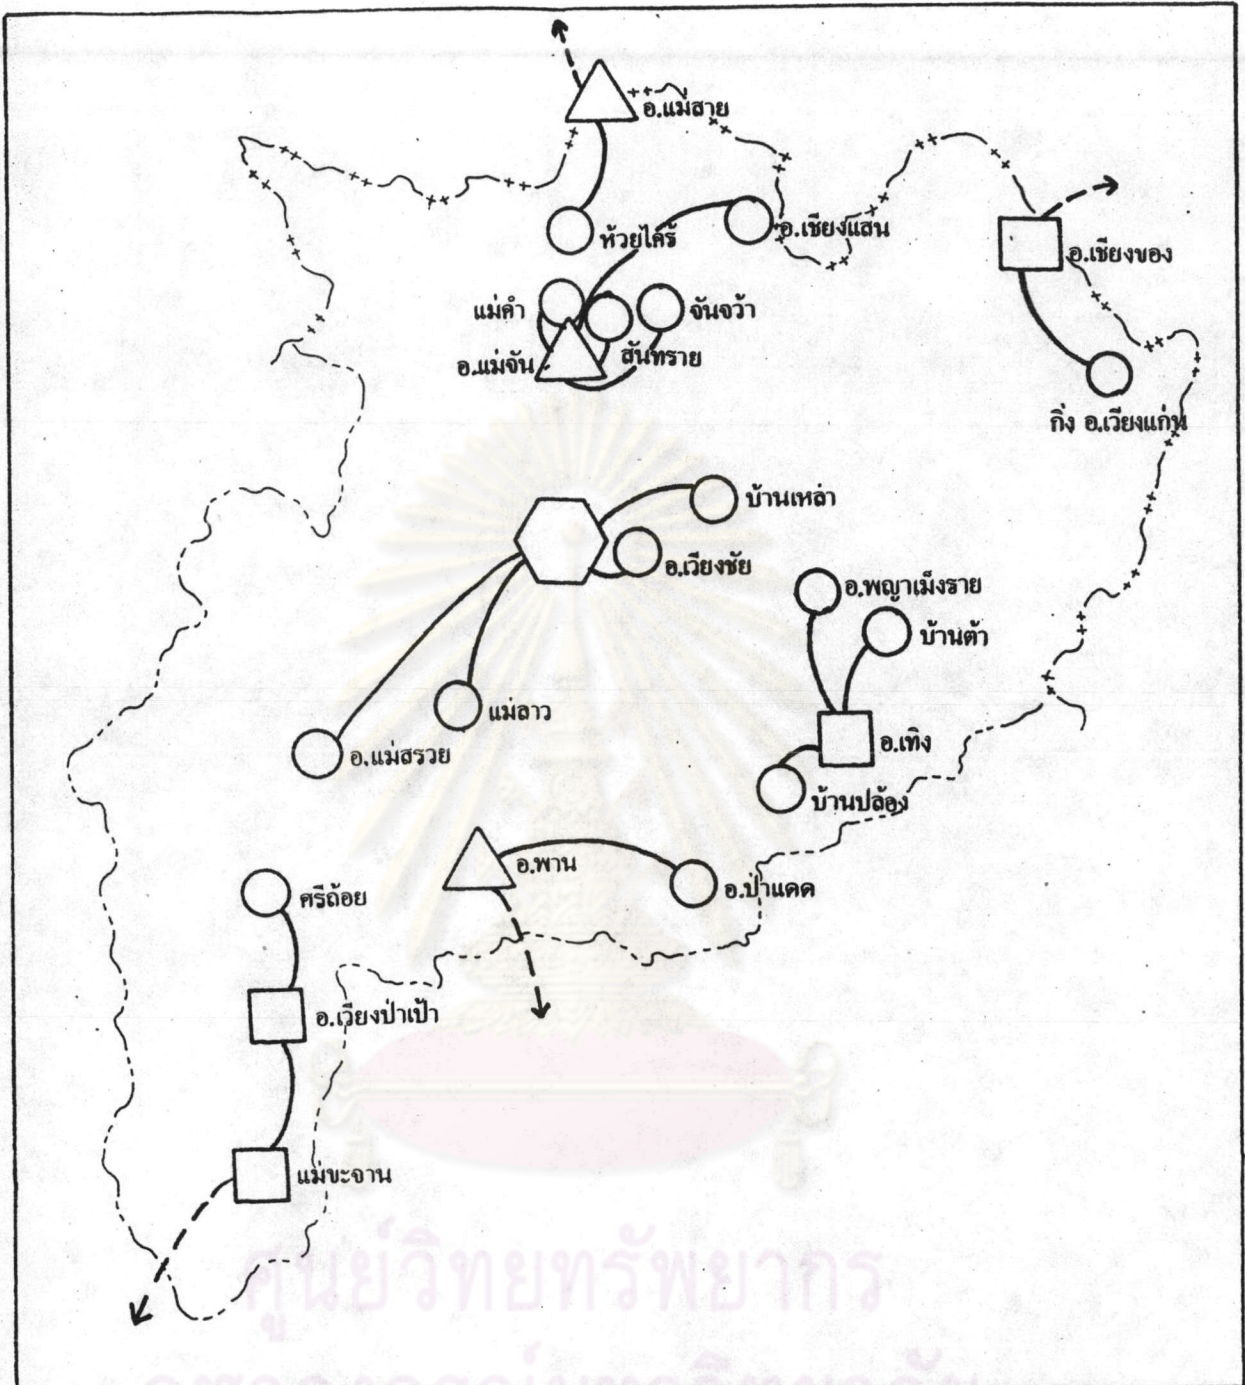 อ.แม่สาย
ห้วยไคร้
อ.เชียงแสน
อ.เชียงของ
แม่คำ
จันจว้า
สันทราย
อ.แม่จัน
กิ่ง อ.เวียงแก่น
บ้านเหล่า
อ.เวียงชัย
อ.พญาเม็งราย
บ้านต้า
แม่ลาว
อ.เทิง
อ.แม่สรวย
บ้านปล้อง
อ.พาน
อ.ป่าแดด
ศรีถ้อย
อ.เวียงป่าเป้า
แม่ขะจาน
ศูนย์วิทยทรัพยากร